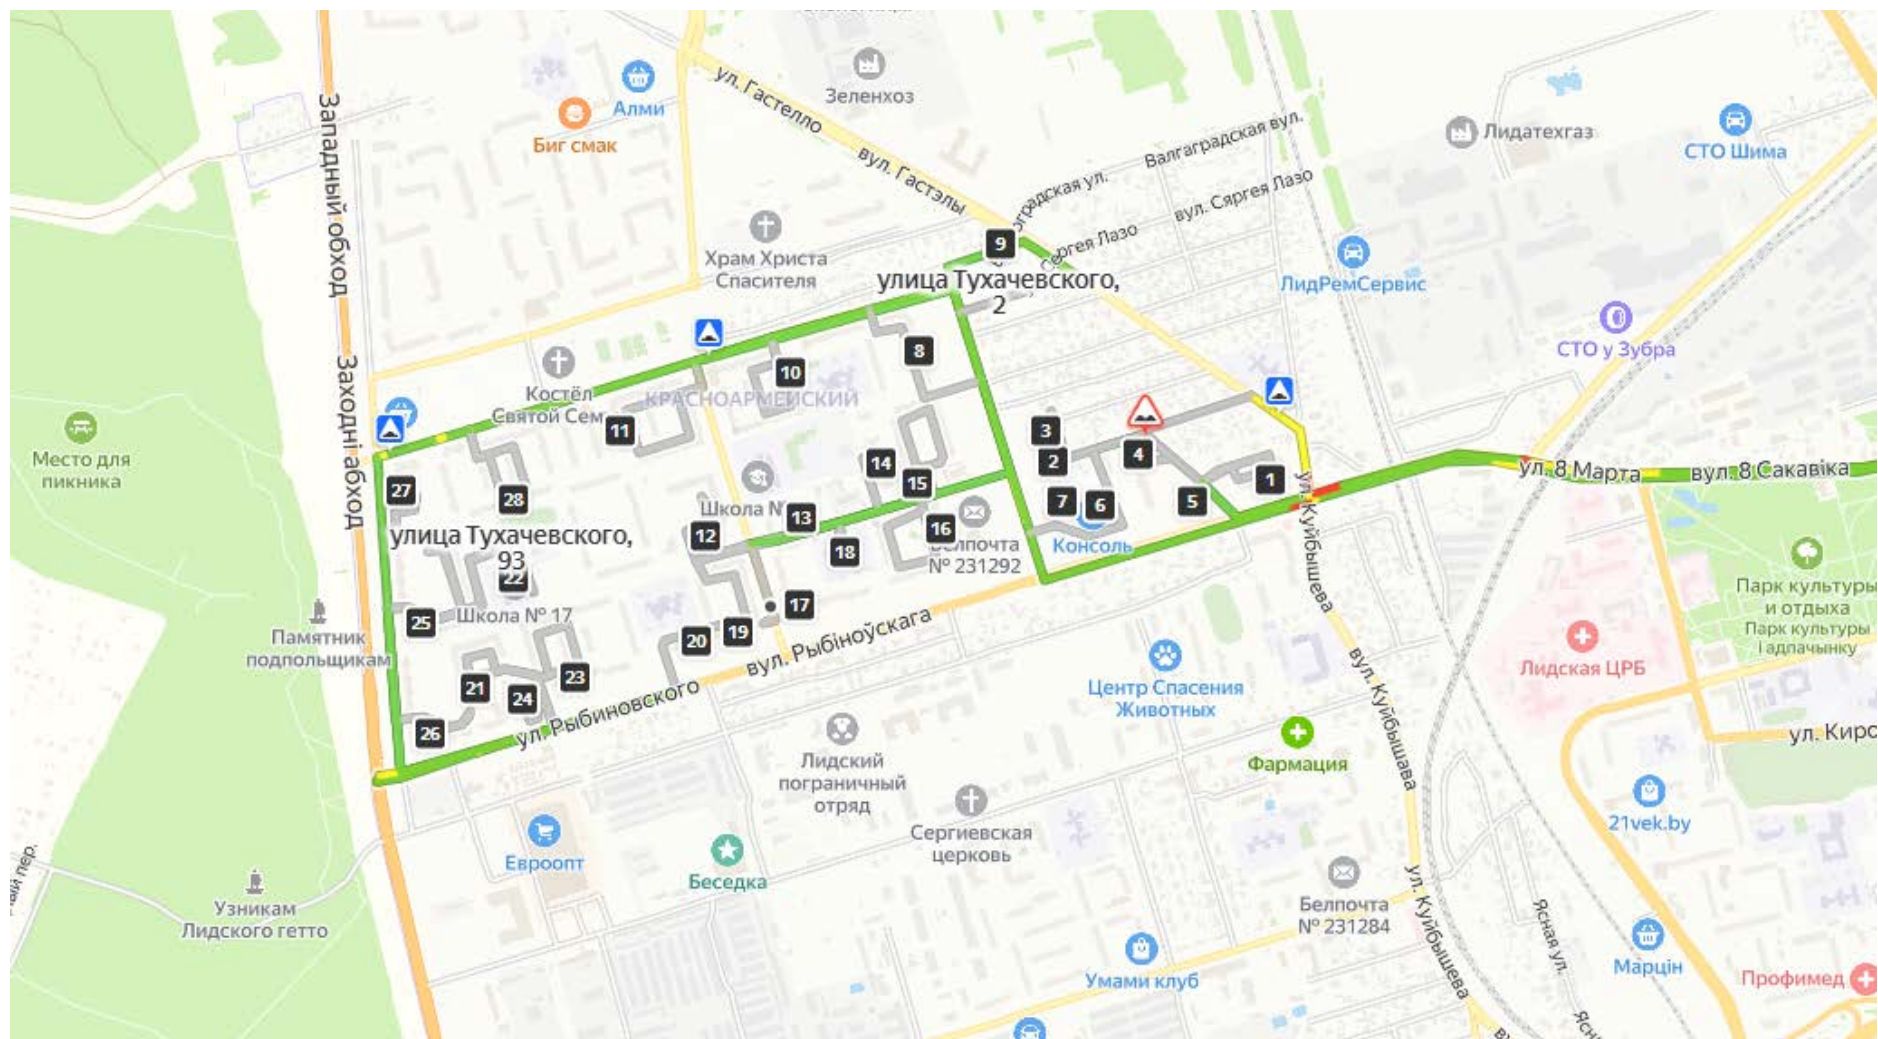 Зеленхоз
Алми
Биг смак
ул. Гастелло
вул. Гастэлы
Валгаградская вул.
вул. Сяргея Лазо
Лидатехгаз
СТО Шима
Западный обход
Храм Христа
Спасителя
9
улица Тухачевского,
2
ЛидРемСервис
СТО у Зубра
Заходні абход
Костёл
Святой Сем
КРАСНОАРМЕЙСКИЙ
8
10
11
3
2
4
1
5
7
6
Консоль
ул. 8 Марта
вул. 8 Сакавіка
Место для
пикника
27
28
14
15
Школа №
13
12
18
16
№ 231292
улица Тухачевского,
93
22
Школа № 17
25
17
19
20
23
21
24
26
Памятник
подпольщикам
ул. Рыбиновского
вул. Рыбіноўскага
ул. Куйбышева
вул. Куйбышава
ул. Куйбышева
Парк культуры
и отдыха
Парк культуры
і адпачынку
Лидская ЦРБ
Центр Спасения
Животных
Фармация
Лидский
пограничный
отряд
Сергиевская
церковь
21vek.by
Евроопт
Беседка
Узникам
Лидского гетто
Белпочта
№ 231284
Ясная ул.
Умами клуб
Марцін
Профимед